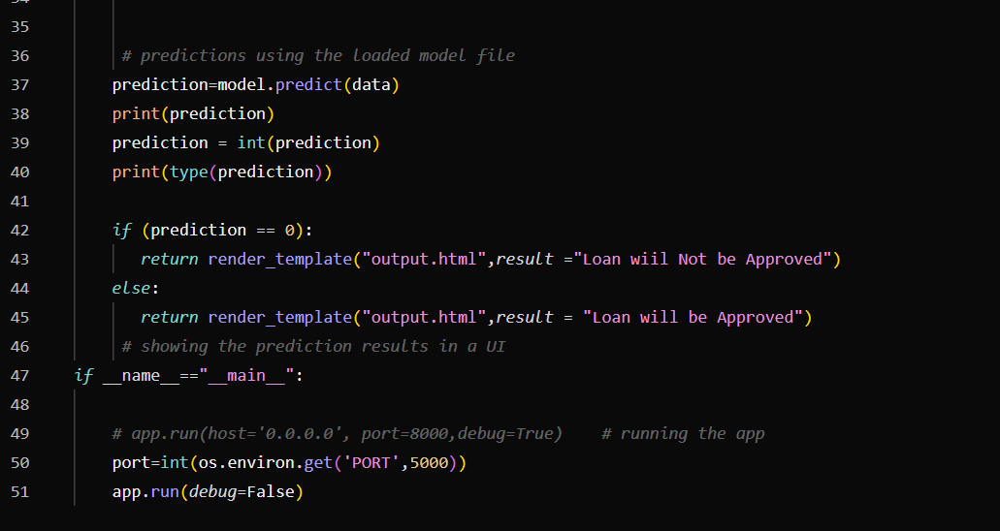 34
35
36 # predictions using the loaded model file
37 prediction=model.predict(data)
38 print(prediction)
39 prediction = int(prediction)
40 print(type(prediction))
41
42 if (prediction == 0):
43 return render_template("output.html",result ="Loan wiil Not be Approved")
44 else:
45 return render_template("output.html",result = "Loan will be Approved")
46 # showing the prediction results in a UI
47 if __name__=="__main__":
48
49 # app.run(host='0.0.0.0', port=8000,debug=True)    # running the app
50 port=int(os.environ.get('PORT',5000))
51 app.run(debug=False)